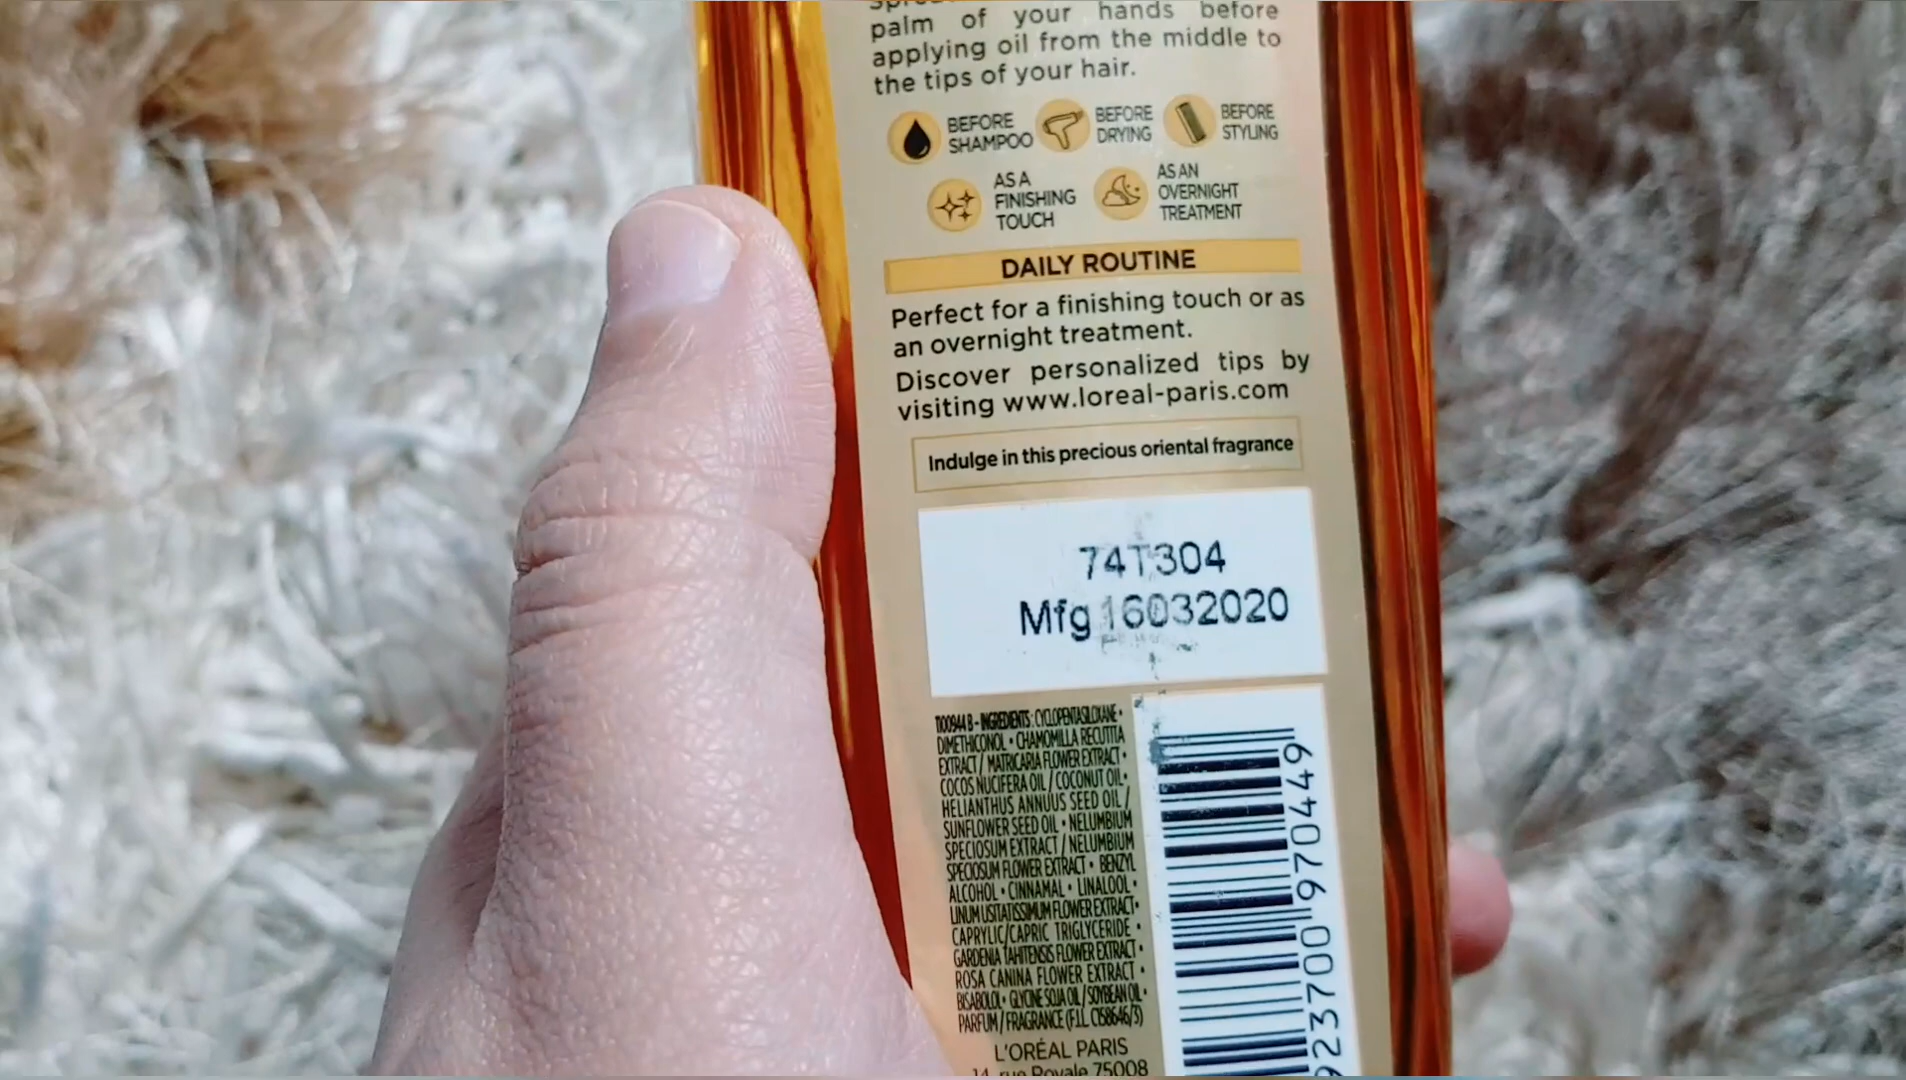 palm of your hands before
applying oil from the middle to
the tips of your hair.
BEFORE
SHAMPOO
BEFORE
DRYING
BEFORE
STYLING
AS A
FINISHING
TOUCH
AS AN
OVERNIGHT
TREATMENT
DAILY ROUTINE
Perfect for a finishing touch or as
an overnight treatment.
Discover personalized tips by
visiting www.loreal-paris.com
Indulge in this precious oriental fragrance
74T304
Mfg 16032020
1100944 B - INGREDIENTS: CYCLOPENTASILOXANE •
DIMETHICONOL • CHAMOMILLA RECUTITA
EXTRACT / MATRICARIA FLOWER EXTRACT •
COCOS NUCIFERA OIL / COCONUT OIL •
HELIANTHUS ANNUUS SEED OIL /
SUNFLOWER SEED OIL • NELUMBIUM
SPECIOSUM EXTRACT / NELUMBIUM
SPECIOSUM FLOWER EXTRACT • BENZYL
ALCOHOL • CINNAMAL • LINALOOL •
LINUM USITATISSIMUM FLOWER EXTRACT •
CAPRYLIC/CAPRIC TRIGLYCERIDE •
GARDENIA TAHITENSIS FLOWER EXTRACT •
ROSA CANINA FLOWER EXTRACT •
BISABOLOL • GLYCINE SOJA OIL / SOYBEAN OIL •
PARFUM / FRAGRANCE (F.I.L. C158646/3)
L'ORÉAL PARIS
14, rue Royale 75008
923700 970449